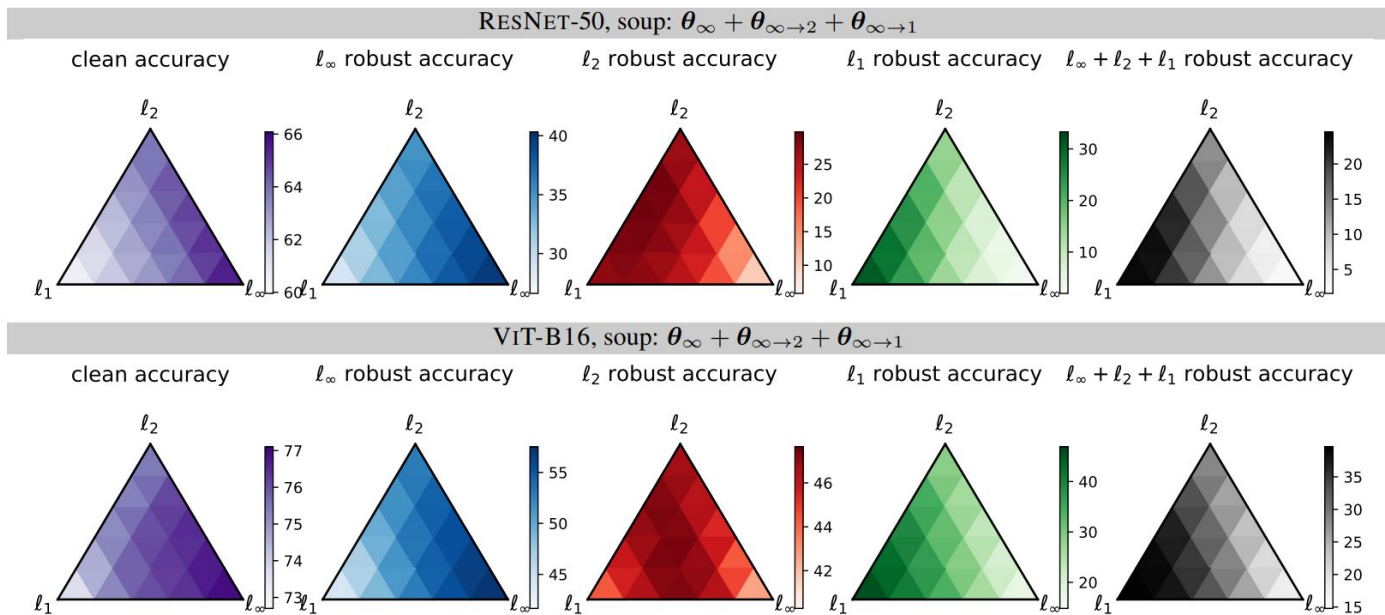 RESNET-50, soup: θ∞ + θ∞→2 + θ∞→1
clean accuracy
ℓ∞ robust accuracy
ℓ2 robust accuracy
ℓ1 robust accuracy
ℓ∞ + ℓ2 + ℓ1 robust accuracy
ℓ2
ℓ1
ℓ∞
66
64
62
60
ℓ2
ℓ1
ℓ∞
40
35
30
ℓ2
ℓ1
ℓ∞
25
20
15
10
ℓ2
ℓ1
ℓ∞
30
20
10
ℓ2
ℓ1
ℓ∞
20
15
10
5
VIT-B16, soup: θ∞ + θ∞→2 + θ∞→1
clean accuracy
ℓ∞ robust accuracy
ℓ2 robust accuracy
ℓ1 robust accuracy
ℓ∞ + ℓ2 + ℓ1 robust accuracy
ℓ2
ℓ1
ℓ∞
77
76
75
74
73
ℓ2
ℓ1
ℓ∞
55
50
45
ℓ2
ℓ1
ℓ∞
46
44
42
ℓ2
ℓ1
ℓ∞
40
30
20
ℓ2
ℓ1
ℓ∞
35
30
25
20
15